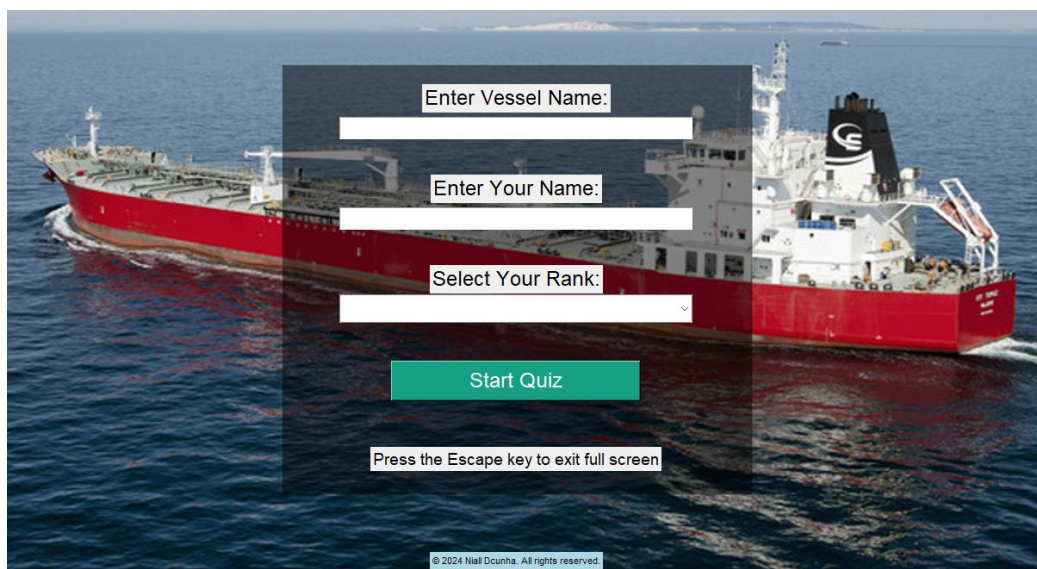 Enter Vessel Name:
Enter Your Name:
Select Your Rank:
Start Quiz
Press the Escape key to exit full screen
© 2024 Niall Dcunha. All rights reserved.